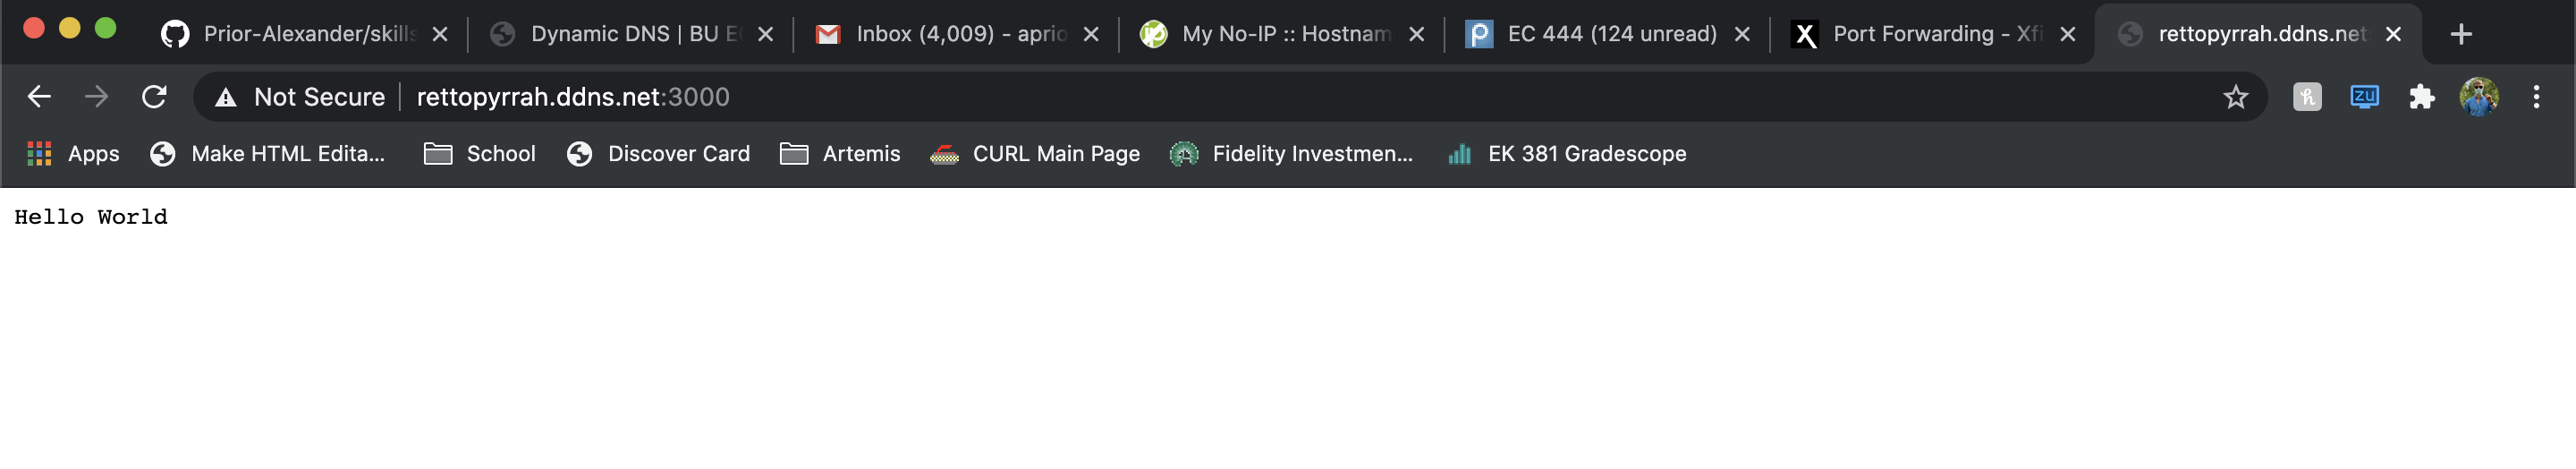 Prior-Alexander/skills Dynamic DNS | BU E Inbox (4,009) - aprio My No-IP :: Hostnam EC 444 (124 unread) Port Forwarding - Xfi rettopyrrah.ddns.net
Not Secure rettopyrrah.ddns.net:3000
Apps Make HTML Edita... School Discover Card Artemis CURL Main Page Fidelity Investmen... EK 381 Gradescope
Hello World